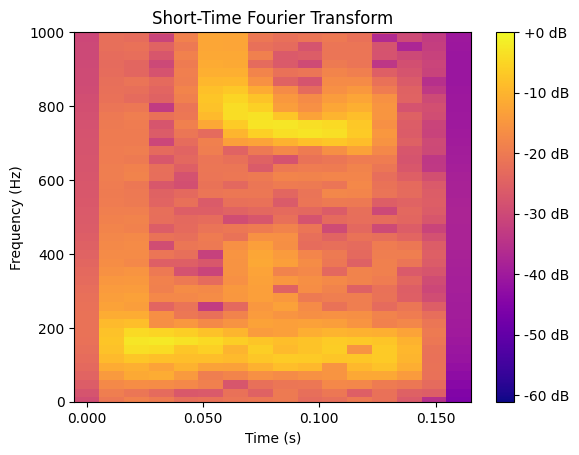 Short-Time Fourier Transform
Frequency (Hz)
1000
800
600
400
200
0
0.000
0.050
0.100
0.150
Time (s)
+0 dB
-10 dB
-20 dB
-30 dB
-40 dB
-50 dB
-60 dB